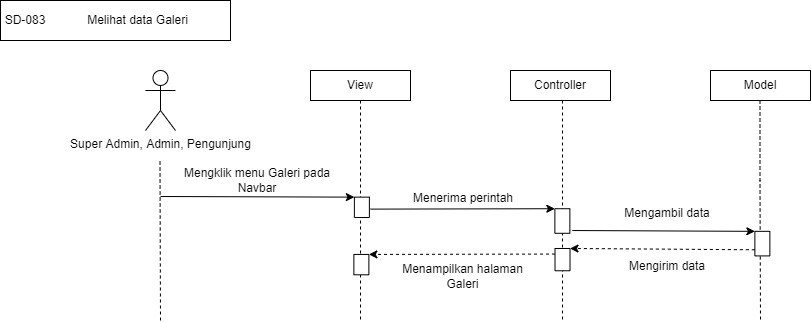 SD-083 Melihat data Galeri
View
Controller
Model
Super Admin, Admin, Pengunjung
Mengklik menu Galeri pada
Navbar
Menerima perintah
Mengambil data
Mengirim data
Menampilkan halaman
Galeri